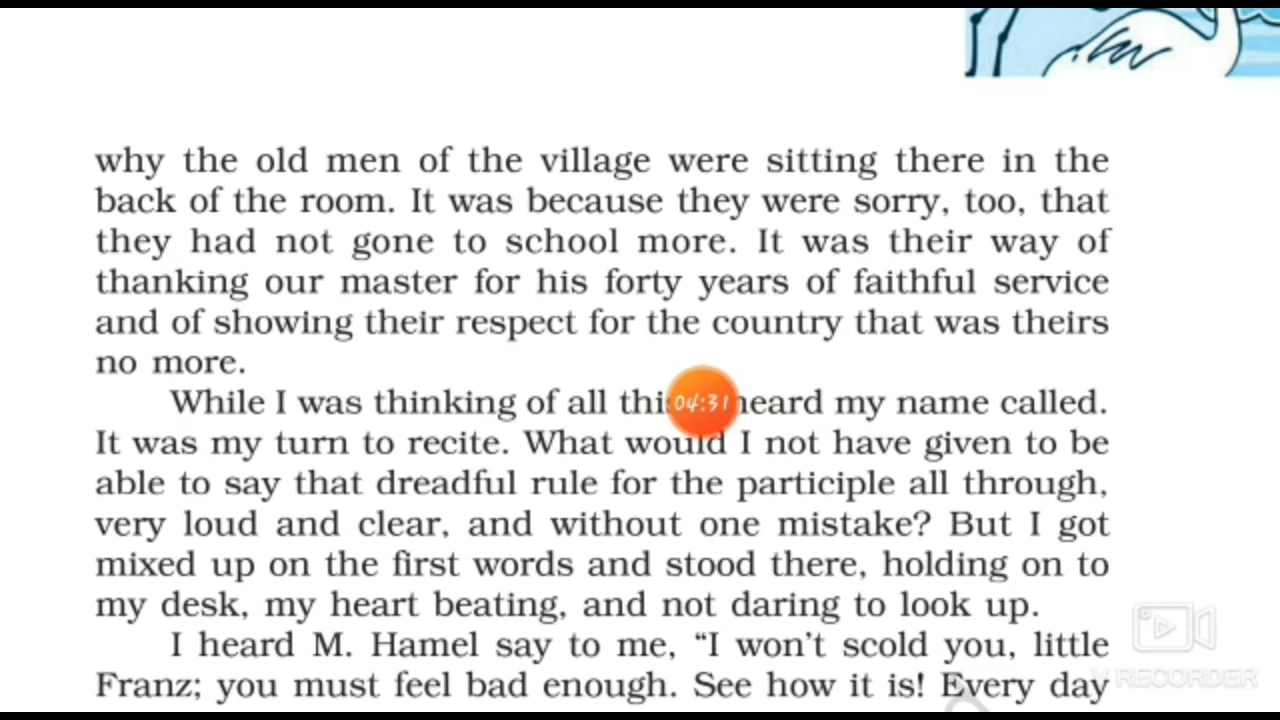 why the old men of the village were sitting there in the
back of the room. It was because they were sorry, too, that
they had not gone to school more. It was their way of
thanking our master for his forty years of faithful service
and of showing their respect for the country that was theirs
no more.
While I was thinking of all this 04:31 heard my name called.
It was my turn to recite. What would I not have given to be
able to say that dreadful rule for the participle all through,
very loud and clear, and without one mistake? But I got
mixed up on the first words and stood there, holding on to
my desk, my heart beating, and not daring to look up.
I heard M. Hamel say to me, “I won’t scold you, little
Franz; you must feel bad enough. See how it is! Every day
V RECORDER